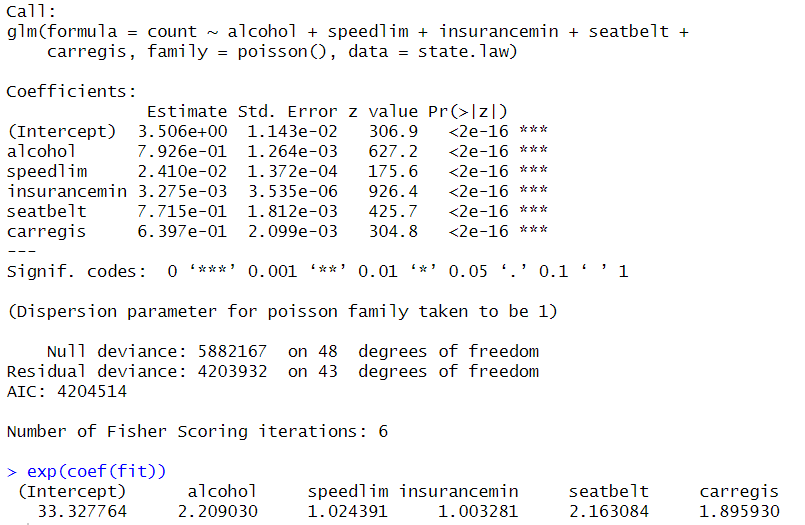 Call:
glm(formula = count ~ alcohol + speedlim + insurancemin + seatbelt +
    carregis, family = poisson(), data = state.law)

Coefficients:
              Estimate Std. Error z value Pr(>|z|)
(Intercept)  3.506e+00  1.143e-02   306.9   <2e-16 ***
alcohol      7.926e-01  1.264e-03   627.2   <2e-16 ***
speedlim     2.410e-02  1.372e-04   175.6   <2e-16 ***
insurancemin 3.275e-03  3.535e-06   926.4   <2e-16 ***
seatbelt     7.715e-01  1.812e-03   425.7   <2e-16 ***
carregis     6.397e-01  2.099e-03   304.8   <2e-16 ***
---
Signif. codes:  0 ‘***’ 0.001 ‘**’ 0.01 ‘*’ 0.05 ‘.’ 0.1 ‘ ’ 1

(Dispersion parameter for poisson family taken to be 1)

    Null deviance: 5882167  on 48  degrees of freedom
Residual deviance: 4203932  on 43  degrees of freedom
AIC: 4204514

Number of Fisher Scoring iterations: 6

> exp(coef(fit))
 (Intercept)      alcohol     speedlim insurancemin     seatbelt     carregis
   33.327764     2.209030     1.024391     1.003281     2.163084     1.895930